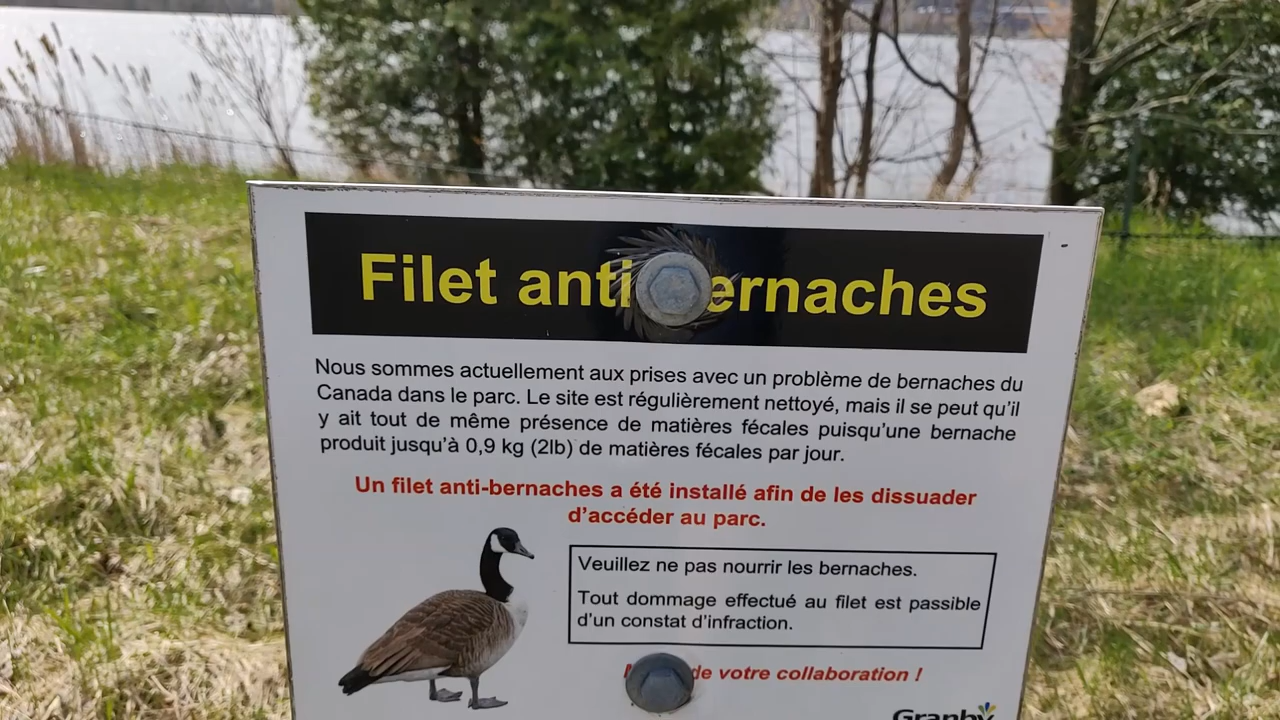 Filet anti ernaches
Nous sommes actuellement aux prises avec un problème de bernaches du
Canada dans le parc. Le site est régulièrement nettoyé, mais il se peut qu'il
y ait tout de même présence de matières fécales puisqu'une bernache
produit jusqu'à 0,9 kg (2lb) de matières fécales par jour.
Un filet anti-bernaches a été installé afin de les dissuader
d'accéder au parc.
Veuillez ne pas nourrir les bernaches.
Tout dommage effectué au filet est passible
d'un constat d'infraction.
de votre collaboration !
Granby